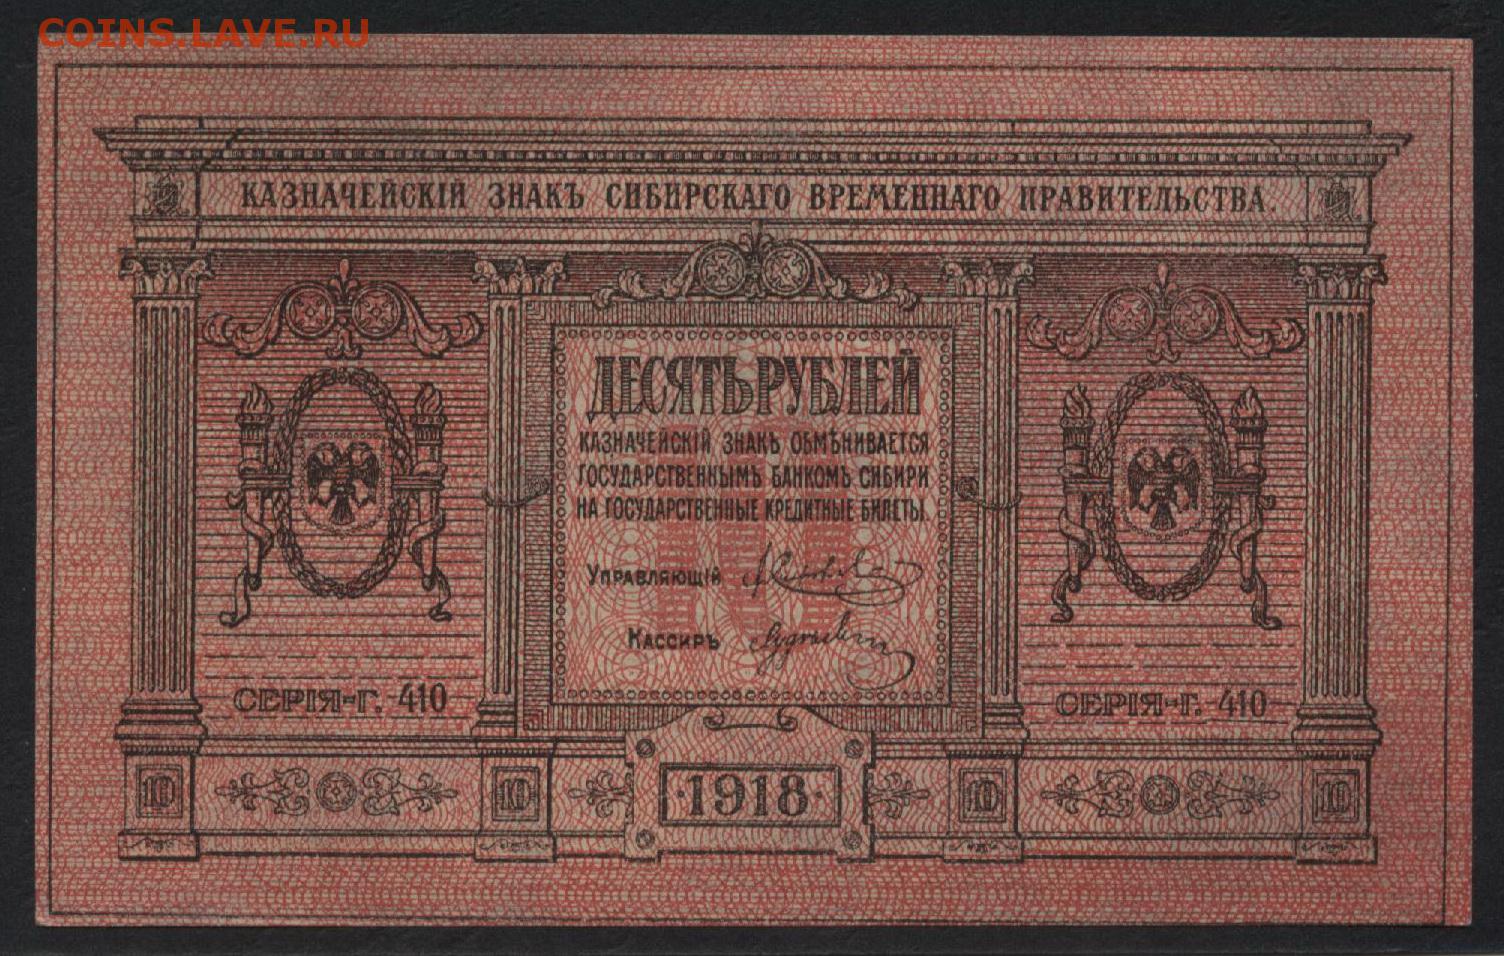 COINS.LAVE.RU
КАЗНАЧЕЙСКІЙ ЗНАКЪ СИБИРСКАГО ВРЕМЕННАГО ПРАВИТЕЛЬСТВА.
ДЕСЯТЬ РУБЛЕЙ
КАЗНАЧЕЙСКІЙ ЗНАКЪ ОБМѢНИВАЕТСЯ
ГОСУДАРСТВЕННЫМЪ БАНКОМЪ СИБИРИ
НА ГОСУДАРСТВЕННЫЕ КРЕДИТНЫЕ БИЛЕТЫ.
10
УПРАВЛЯЮЩІЙ
КАССИРЪ
СЕРІЯ-Г. 410
СЕРІЯ-Г. 410
10
10
·1918·
10
10